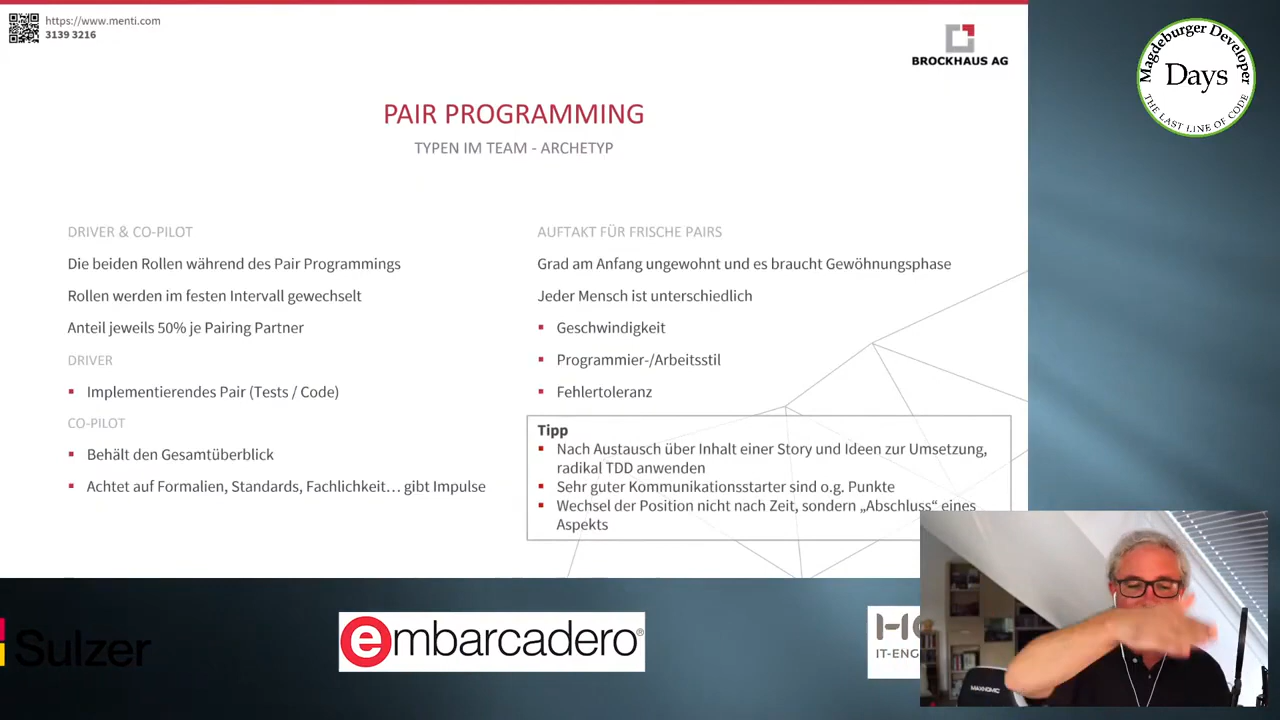 https://www.menti.com
3139 3216
BROCKHAUS AG
Magdeburger Developer
Days
THE LAST LINE OF CODE
PAIR PROGRAMMING
TYPEN IM TEAM - ARCHETYP
DRIVER & CO-PILOT
Die beiden Rollen während des Pair Programmings
Rollen werden im festen Intervall gewechselt
Anteil jeweils 50% je Pairing Partner
DRIVER
Implementierendes Pair (Tests / Code)
CO-PILOT
Behält den Gesamtüberblick
Achtet auf Formalien, Standards, Fachlichkeit… gibt Impulse
AUFTAKT FÜR FRISCHE PAIRS
Grad am Anfang ungewohnt und es braucht Gewöhnungsphase
Jeder Mensch ist unterschiedlich
Geschwindigkeit
Programmier-/Arbeitsstil
Fehlertoleranz
Tipp
Nach Austausch über Inhalt einer Story und Ideen zur Umsetzung,
radikal TDD anwenden
Sehr guter Kommunikationsstarter sind o.g. Punkte
Wechsel der Position nicht nach Zeit, sondern „Abschluss“ eines
Aspekts
Sulzer
embarcadero®
IT-ENG
MAXNOMIC